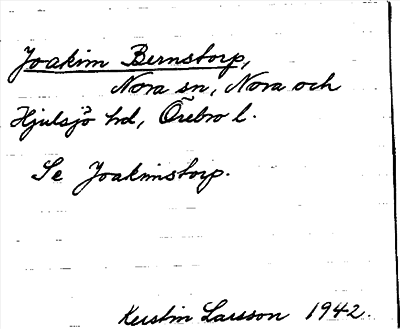 Joakim Bernstorp,
Nora sn, Nora och
Hjulsjö hd, Örebro l.
Se Joakimstorp.
Kerstin Larsson 1942.